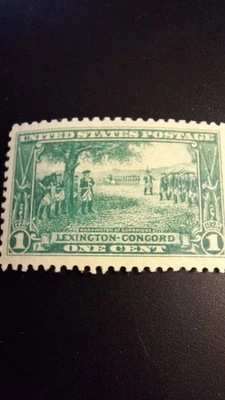 UNITED STATES POSTAGE
WASHINGTON AT CAMBRIDGE
1 LEXINGTON-CONCORD 1
ONE CENT